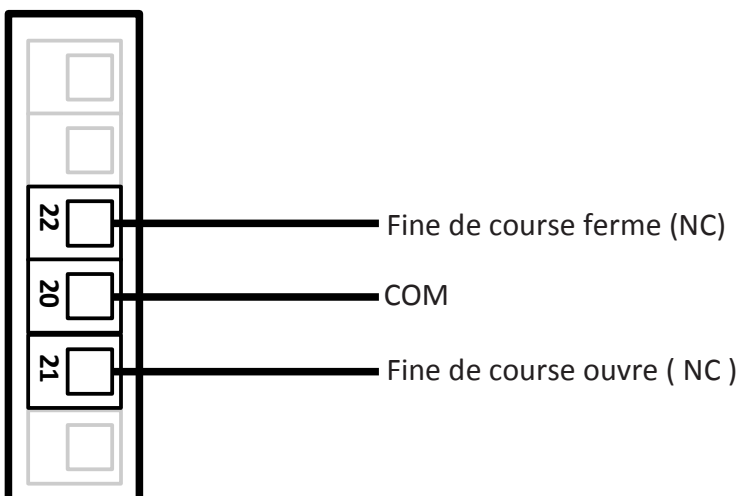 22 Fine de course ferme (NC)
20 COM
21 Fine de course ouvre ( NC )